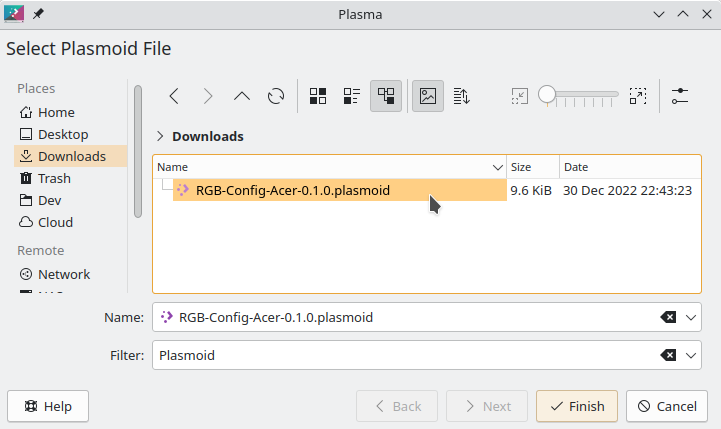 Plasma
Select Plasmoid File
Places
Home
Desktop
Downloads
Trash
Dev
Cloud
Remote
Network
Downloads
Name Size Date
RGB-Config-Acer-0.1.0.plasmoid 9.6 KiB 30 Dec 2022 22:43:23
Name: RGB-Config-Acer-0.1.0.plasmoid
Filter: Plasmoid
Help Back Next Finish Cancel